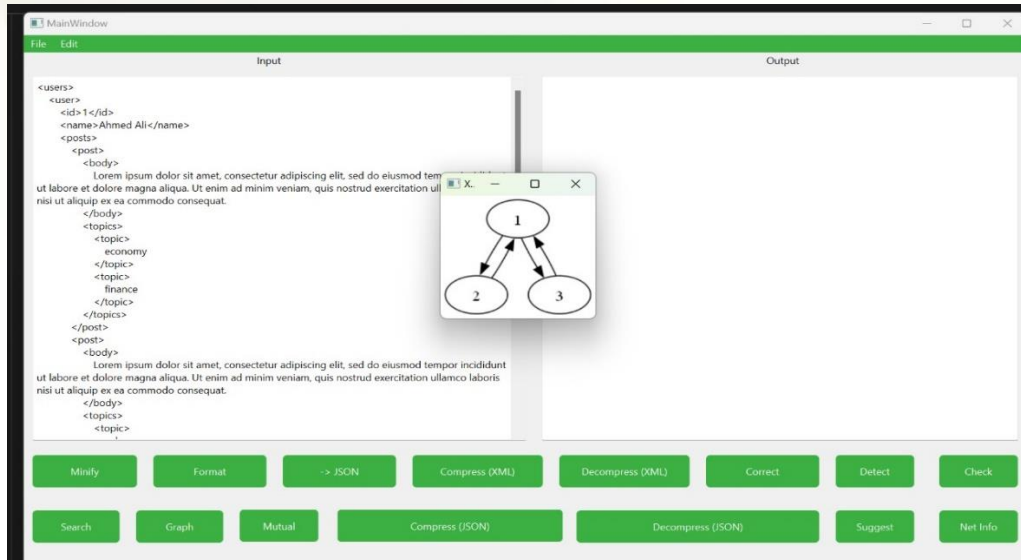 MainWindow
File Edit
Input
Output
<users>
<user>
<id>1</id>
<name>Ahmed Ali</name>
<posts>
<post>
<body>
Lorem ipsum dolor sit amet, consectetur adipiscing elit, sed do eiusmod
ut labore et dolore magna aliqua. Ut enim ad minim veniam, quis nostrud exercitation
nisi ut aliquip ex ea commodo consequat.
</body>
<topics>
<topic>
economy
</topic>
<topic>
finance
</topic>
</topics>
</post>
<post>
<body>
Lorem ipsum dolor sit amet, consectetur adipiscing elit, sed do eiusmod tempor incididunt
ut labore et dolore magna aliqua. Ut enim ad minim veniam, quis nostrud exercitation ullamco laboris
nisi ut aliquip ex ea commodo consequat.
</body>
<topics>
<topic>
X..
1
2 3
Minify Format -> JSON Compress (XML) Decompress (XML) Correct Detect Check
Search Graph Mutual Compress (JSON) Decompress (JSON) Suggest Net Info